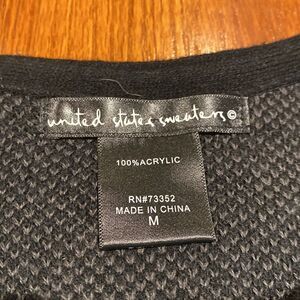 united states sweaters©
100%ACRYLIC
RN#73352
MADE IN CHINA
M